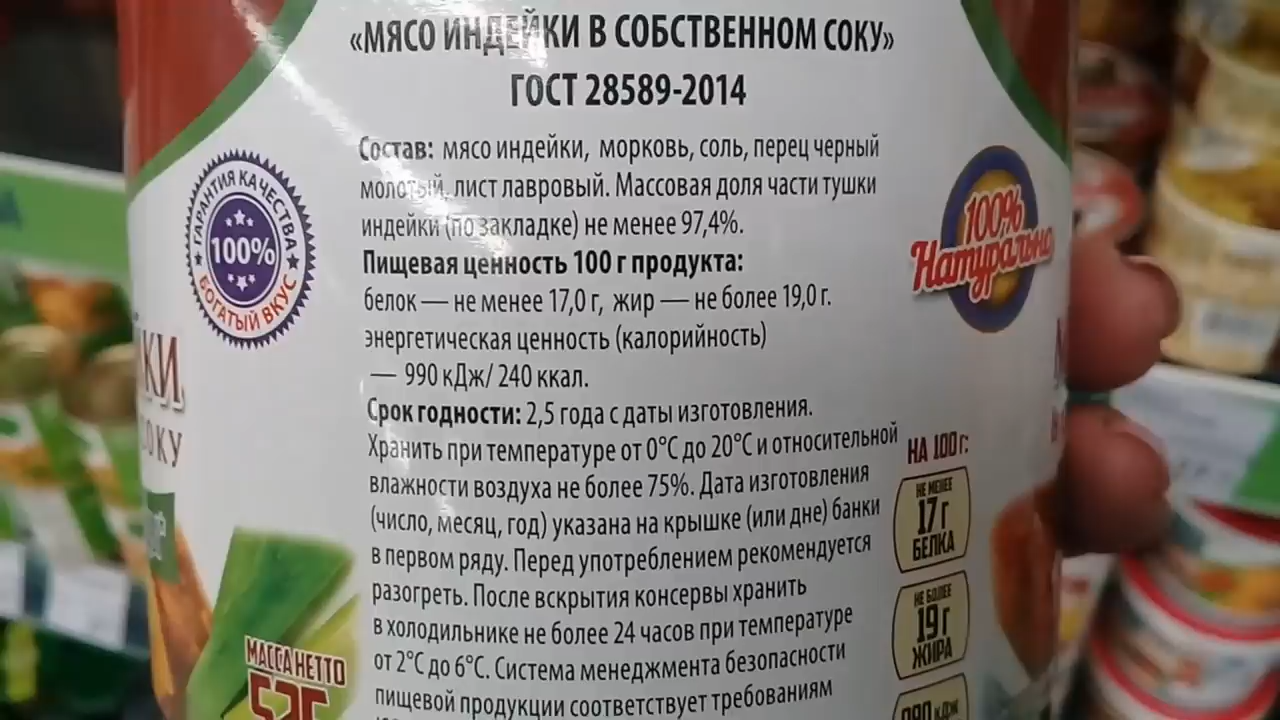 «МЯСО ИНДЕЙКИ В СОБСТВЕННОМ СОКУ»
ГОСТ 28589-2014
Состав: мясо индейки, морковь, соль, перец черный
молотый, лист лавровый. Массовая доля части тушки
индейки (по закладке) не менее 97,4%.
Пищевая ценность 100 г продукта:
белок — не менее 17,0 г, жир — не более 19,0 г.
энергетическая ценность (калорийность)
— 990 кДж/ 240 ккал.
Срок годности: 2,5 года с даты изготовления.
Хранить при температуре от 0°С до 20°С и относительной
влажности воздуха не более 75%. Дата изготовления
(число, месяц, год) указана на крышке (или дне) банки
в первом ряду. Перед употреблением рекомендуется
разогреть. После вскрытия консервы хранить
в холодильнике не более 24 часов при температуре
от 2°С до 6°С. Система менеджмента безопасности
пищевой продукции соответствует требованиям
ГАРАНТИЯ КАЧЕСТВА
100%
БОГАТЫЙ ВКУС
КИ
ОКУ
МАССА НЕТТО
525
100%
Натурально
НА 100 г:
НЕ МЕНЕЕ
17 г
БЕЛКА
НЕ БОЛЕЕ
19 г
ЖИРА
990 кДж